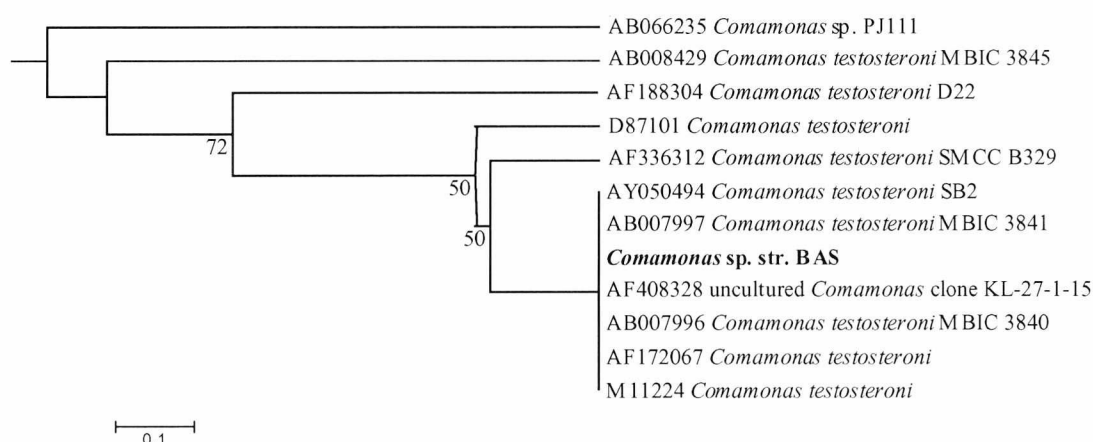 AB066235 Comamonas sp. PJ111
AB008429 Comamonas testosteroni MBIC 3845
AF188304 Comamonas testosteroni D22
72
D87101 Comamonas testosteroni
AF336312 Comamonas testosteroni SMCC B329
50
AY050494 Comamonas testosteroni SB2
AB007997 Comamonas testosteroni MBIC 3841
50
Comamonas sp. str. BAS
AF408328 uncultured Comamonas clone KL-27-1-15
AB007996 Comamonas testosteroni MBIC 3840
AF172067 Comamonas testosteroni
M11224 Comamonas testosteroni
0.1